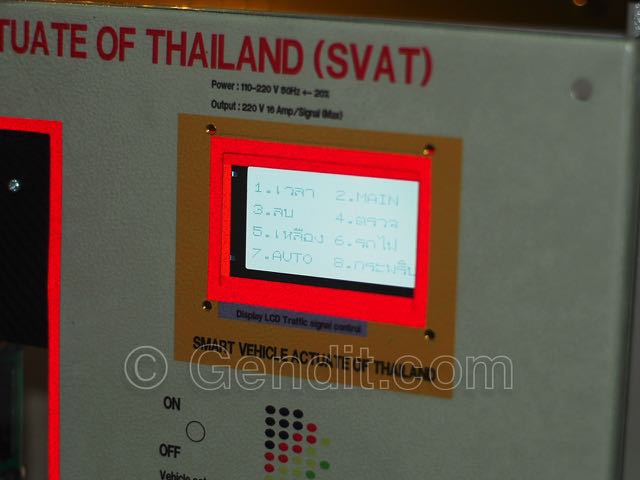 TUATE OF THAILAND (SVAT)
Power : 110-220 V 50Hz +- 20%
Output : 220 V 16 Amp/Signal (Max)
1.เวลา 2.MAIN
3.ลบ 4.ตรวจ
5.เหลือง 6.รถไฟ
7.AUTO 8.กระพริบ
Display LCD Traffic signal control
SMART VEHICLE ACTUATE OF THAILAND
© Gendit.com
ON
OFF